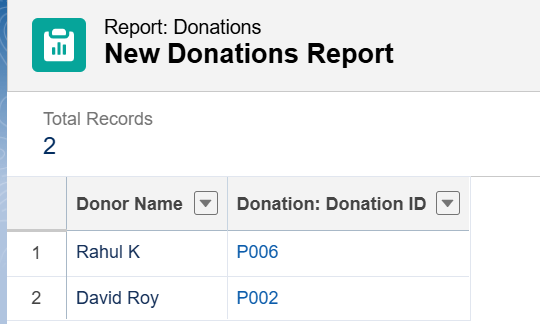 Report: Donations
New Donations Report
Total Records
2
Donor Name Donation: Donation ID
1 Rahul K P006
2 David Roy P002